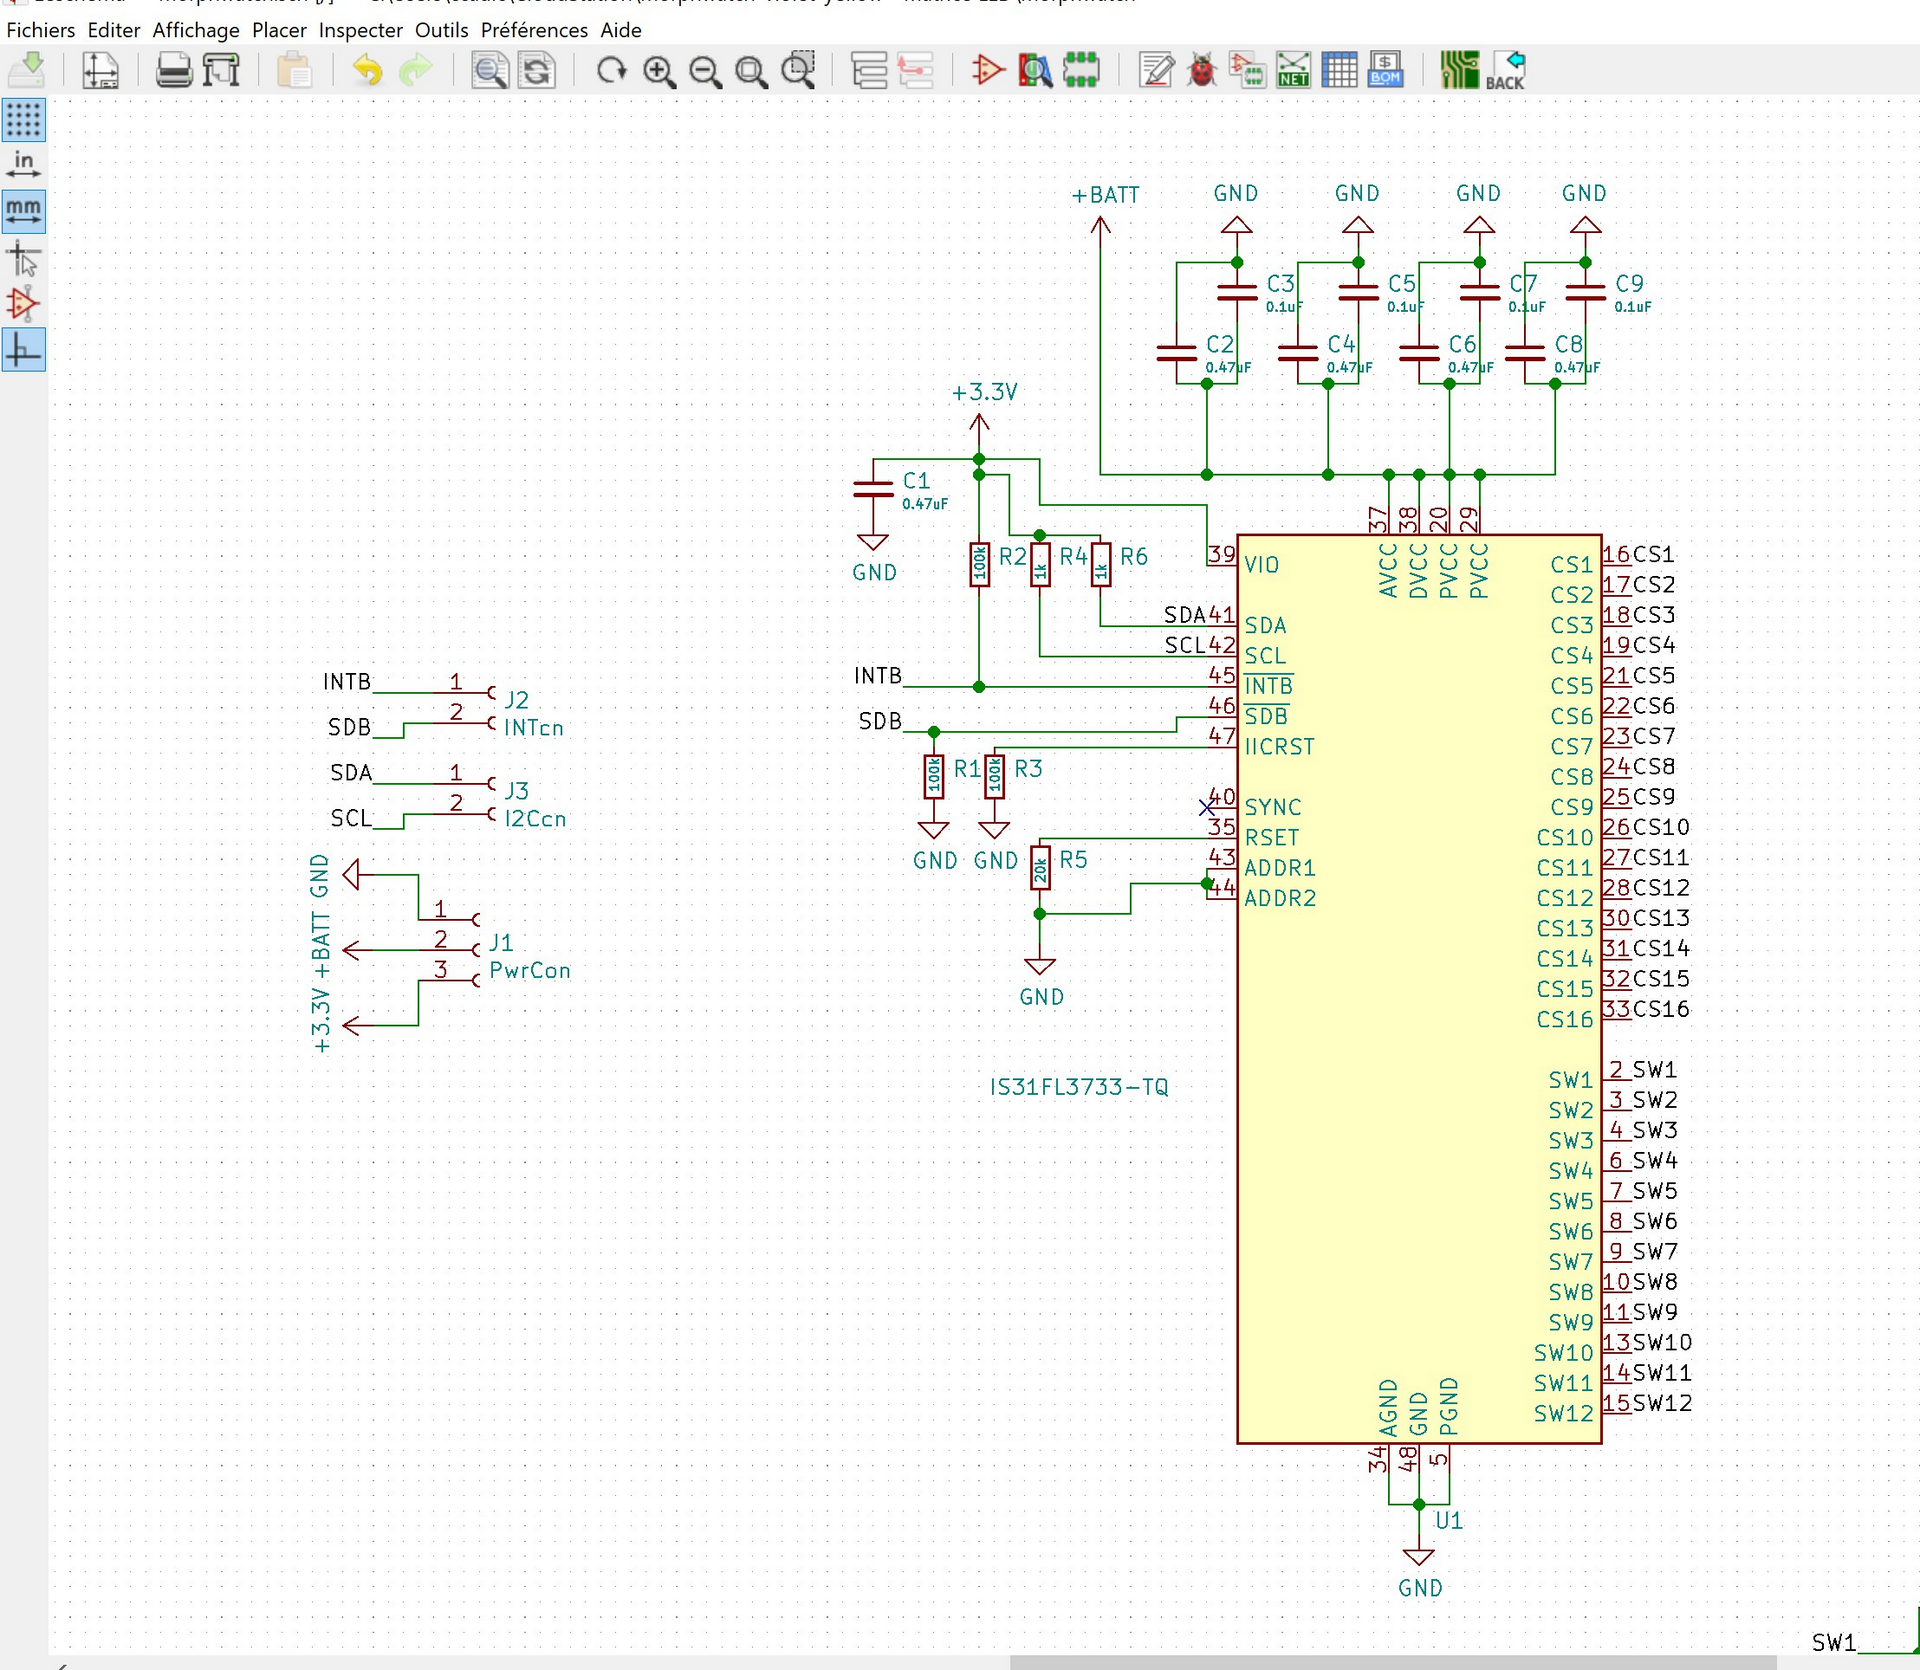 Fichiers Editer Affichage Placer Inspecter Outils Préférences Aide
NET
$
BOM
BACK
in
mm
+BATT
GND
GND
GND
GND
C3
0.1uF
C5
0.1uF
C7
0.1uF
C9
0.1uF
C2
0.47uF
C4
0.47uF
C6
0.47uF
C8
0.47uF
+3.3V
C1
0.47uF
GND
100k
R2
1k
R4
1k
R6
37
38
20
29
AVCC
DVCC
PVCC
PVCC
39
VIO
SDA
41
SDA
SCL
42
SCL
INTB
45
INTB
SDB
46
SDB
47
IICRST
100k
R1
100k
R3
GND
GND
40
SYNC
35
RSET
20k
R5
43
ADDR1
44
ADDR2
GND
INTB
1
SDB
2
J2
INTcn
SDA
1
SCL
2
J3
I2Ccn
GND
+BATT
+3.3V
1
2
3
J1
PwrCon
IS31FL3733-TQ
CS1
16
CS1
CS2
17
CS2
CS3
18
CS3
CS4
19
CS4
CS5
21
CS5
CS6
22
CS6
CS7
23
CS7
CS8
24
CS8
CS9
25
CS9
CS10
26
CS10
CS11
27
CS11
CS12
28
CS12
CS13
30
CS13
CS14
31
CS14
CS15
32
CS15
CS16
33
CS16
SW1
2
SW1
SW2
3
SW2
SW3
4
SW3
SW4
6
SW4
SW5
7
SW5
SW6
8
SW6
SW7
9
SW7
SW8
10
SW8
SW9
11
SW9
SW10
13
SW10
SW11
14
SW11
SW12
15
SW12
AGND
GND
PGND
34
48
5
U1
GND
SW1